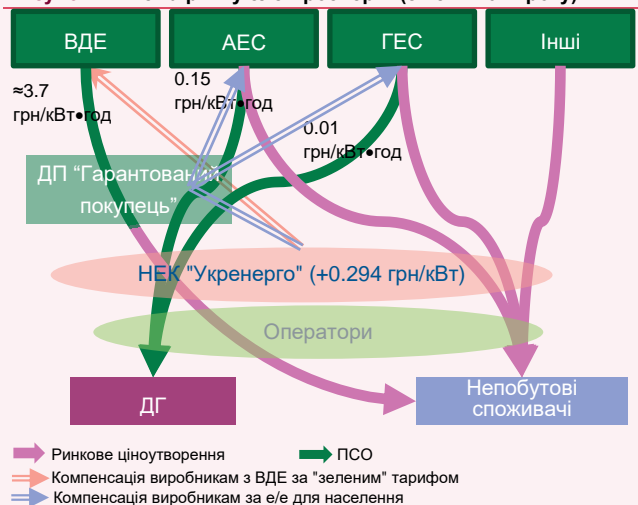 ВДЕ
АЕС
ГЕС
Інші
≈3.7
грн/кВт•год
0.15
грн/кВт•год
0.01
грн/кВт•год
ДП “Гарантований
покупець”
НЕК "Укренерго" (+0.294 грн/кВт)
Оператори
ДГ
Непобутові
споживачі
Ринкове ціноутворення
ПСО
Компенсація виробникам з ВДЕ за "зеленим" тарифом
Компенсація виробникам за е/е для населення